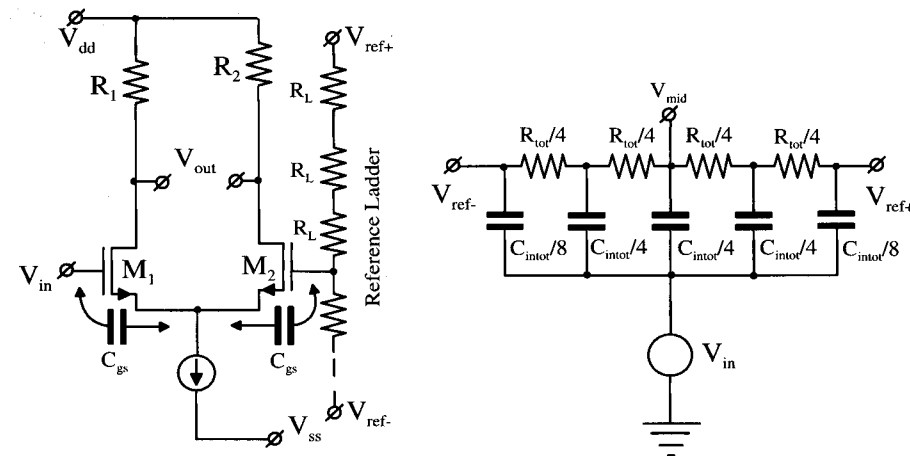 V_dd
R_1
R_2
V_ref+
R_L
R_L
R_L
Reference Ladder
V_out
V_in
M_1
M_2
C_gs
C_gs
V_ss
V_ref-
V_mid
R_tot/4
R_tot/4
R_tot/4
R_tot/4
V_ref-
V_ref+
C_intot/8
C_intot/4
C_intot/4
C_intot/4
C_intot/8
V_in